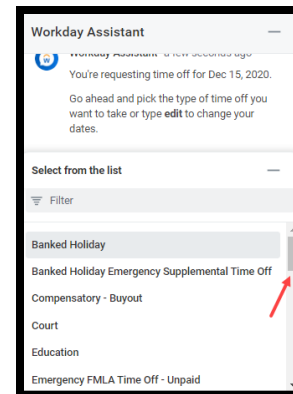 Workday Assistant
Workday Assistant a few seconds ago
You're requesting time off for Dec 15, 2020.
Go ahead and pick the type of time off you
want to take or type edit to change your
dates.
Select from the list
Filter
Banked Holiday
Banked Holiday Emergency Supplemental Time Off
Compensatory - Buyout
Court
Education
Emergency FMLA Time Off - Unpaid